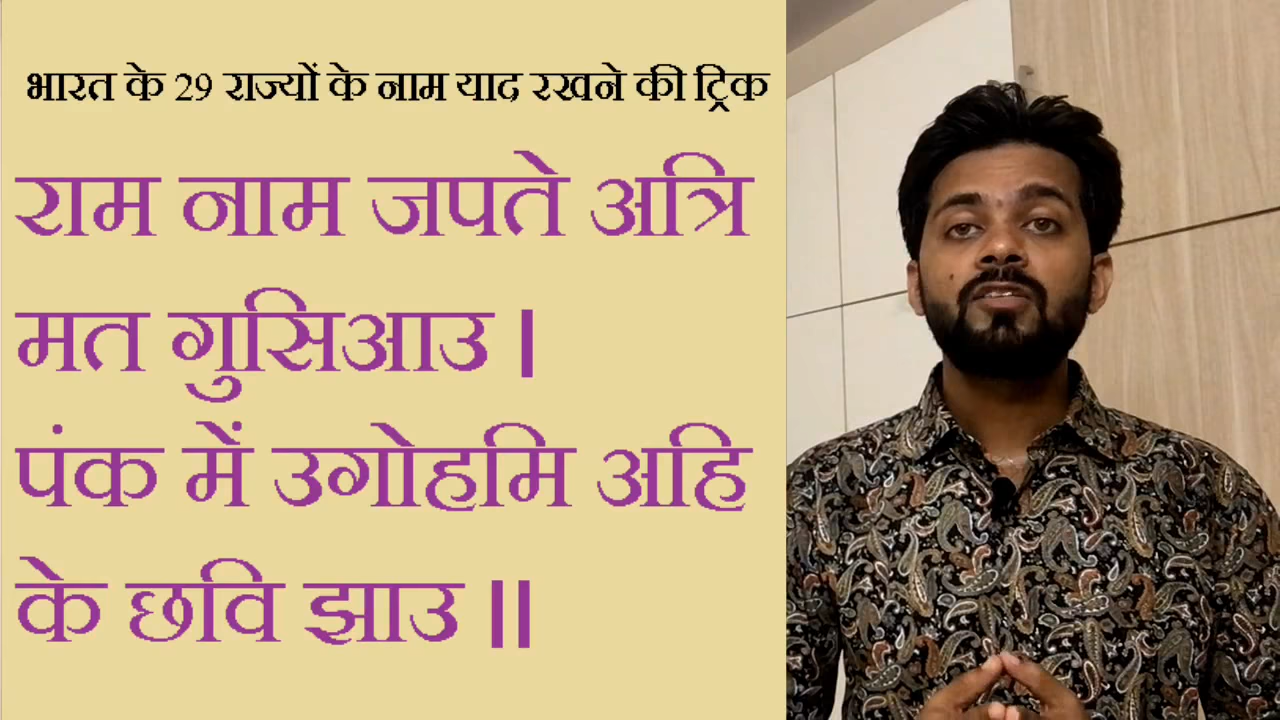 भारत के 29 राज्यों के नाम याद रखने की ट्रिक
राम नाम जपते अत्रि
मत गुसिआउ ।
पंक में उगोहमि अहि
के छवि झाउ ॥